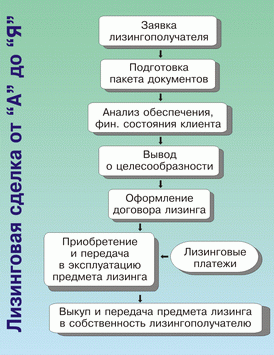 Лизинговая сделка от “А” до “Я”
Заявка
лизингополучателя
Подготовка
пакета документов
Анализ обеспечения,
фин. состояния клиента
Вывод
о целесообразности
Оформление
договора лизинга
Приобретение
и передача
в эксплуатацию
предмета лизинга
Лизинговые
платежи
Выкуп и передача предмета лизинга
в собственность лизингополучателю